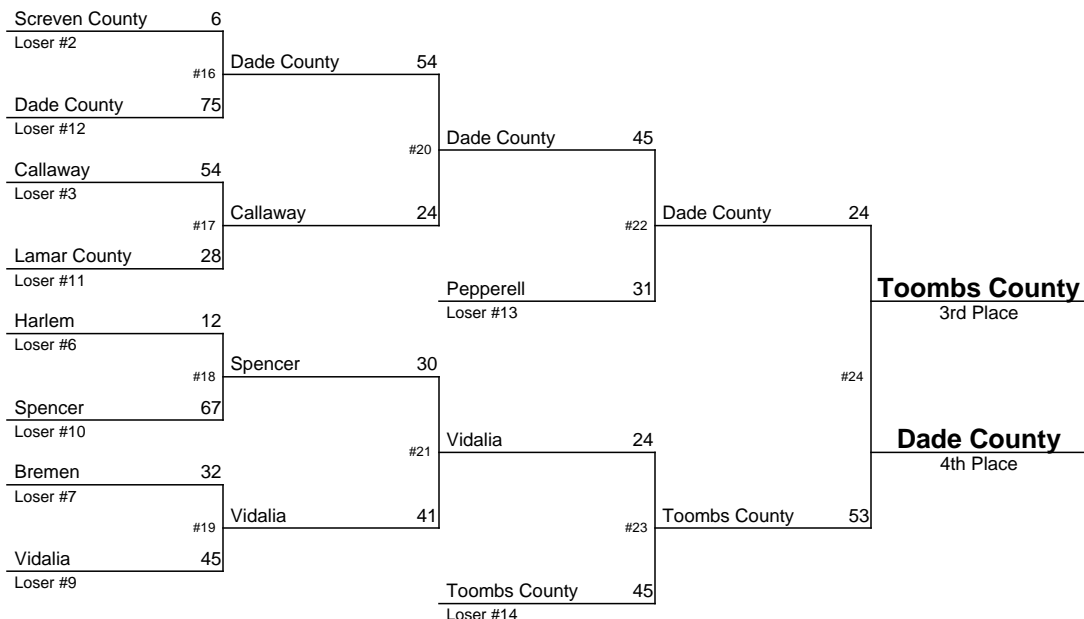 Screven County 6
Loser #2
#16
Dade County 54
Dade County 75
Loser #12
#20
Dade County 45
Callaway 54
Loser #3
#17
Callaway 24
#22
Dade County 24
Lamar County 28
Loser #11
Pepperell 31
Loser #13
Toombs County
3rd Place
Harlem 12
Loser #6
#18
Spencer 30
#24
Spencer 67
Loser #10
#21
Vidalia 24
Dade County
4th Place
Bremen 32
Loser #7
#19
Vidalia 41
#23
Toombs County 53
Vidalia 45
Loser #9
Toombs County 45
Loser #14